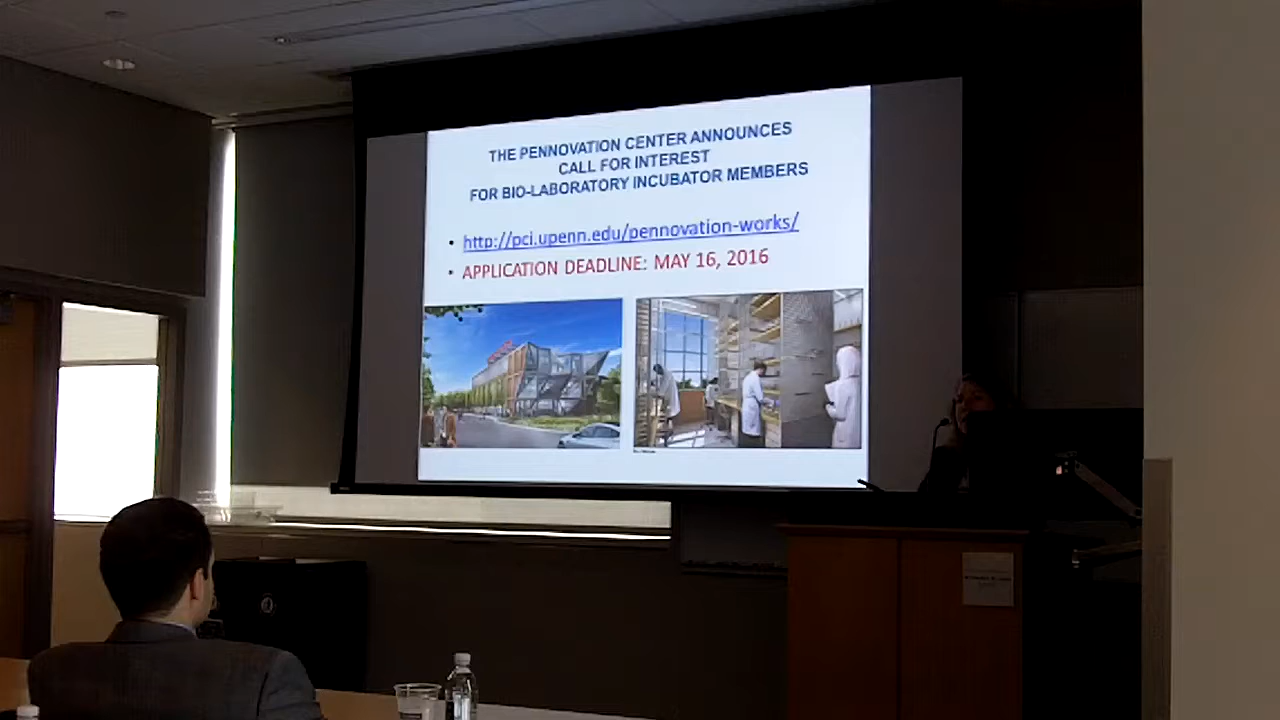 THE PENNOVATION CENTER ANNOUNCES
CALL FOR INTEREST
FOR BIO-LABORATORY INCUBATOR MEMBERS
• http://pci.upenn.edu/pennovation-works/
• APPLICATION DEADLINE: MAY 16, 2016